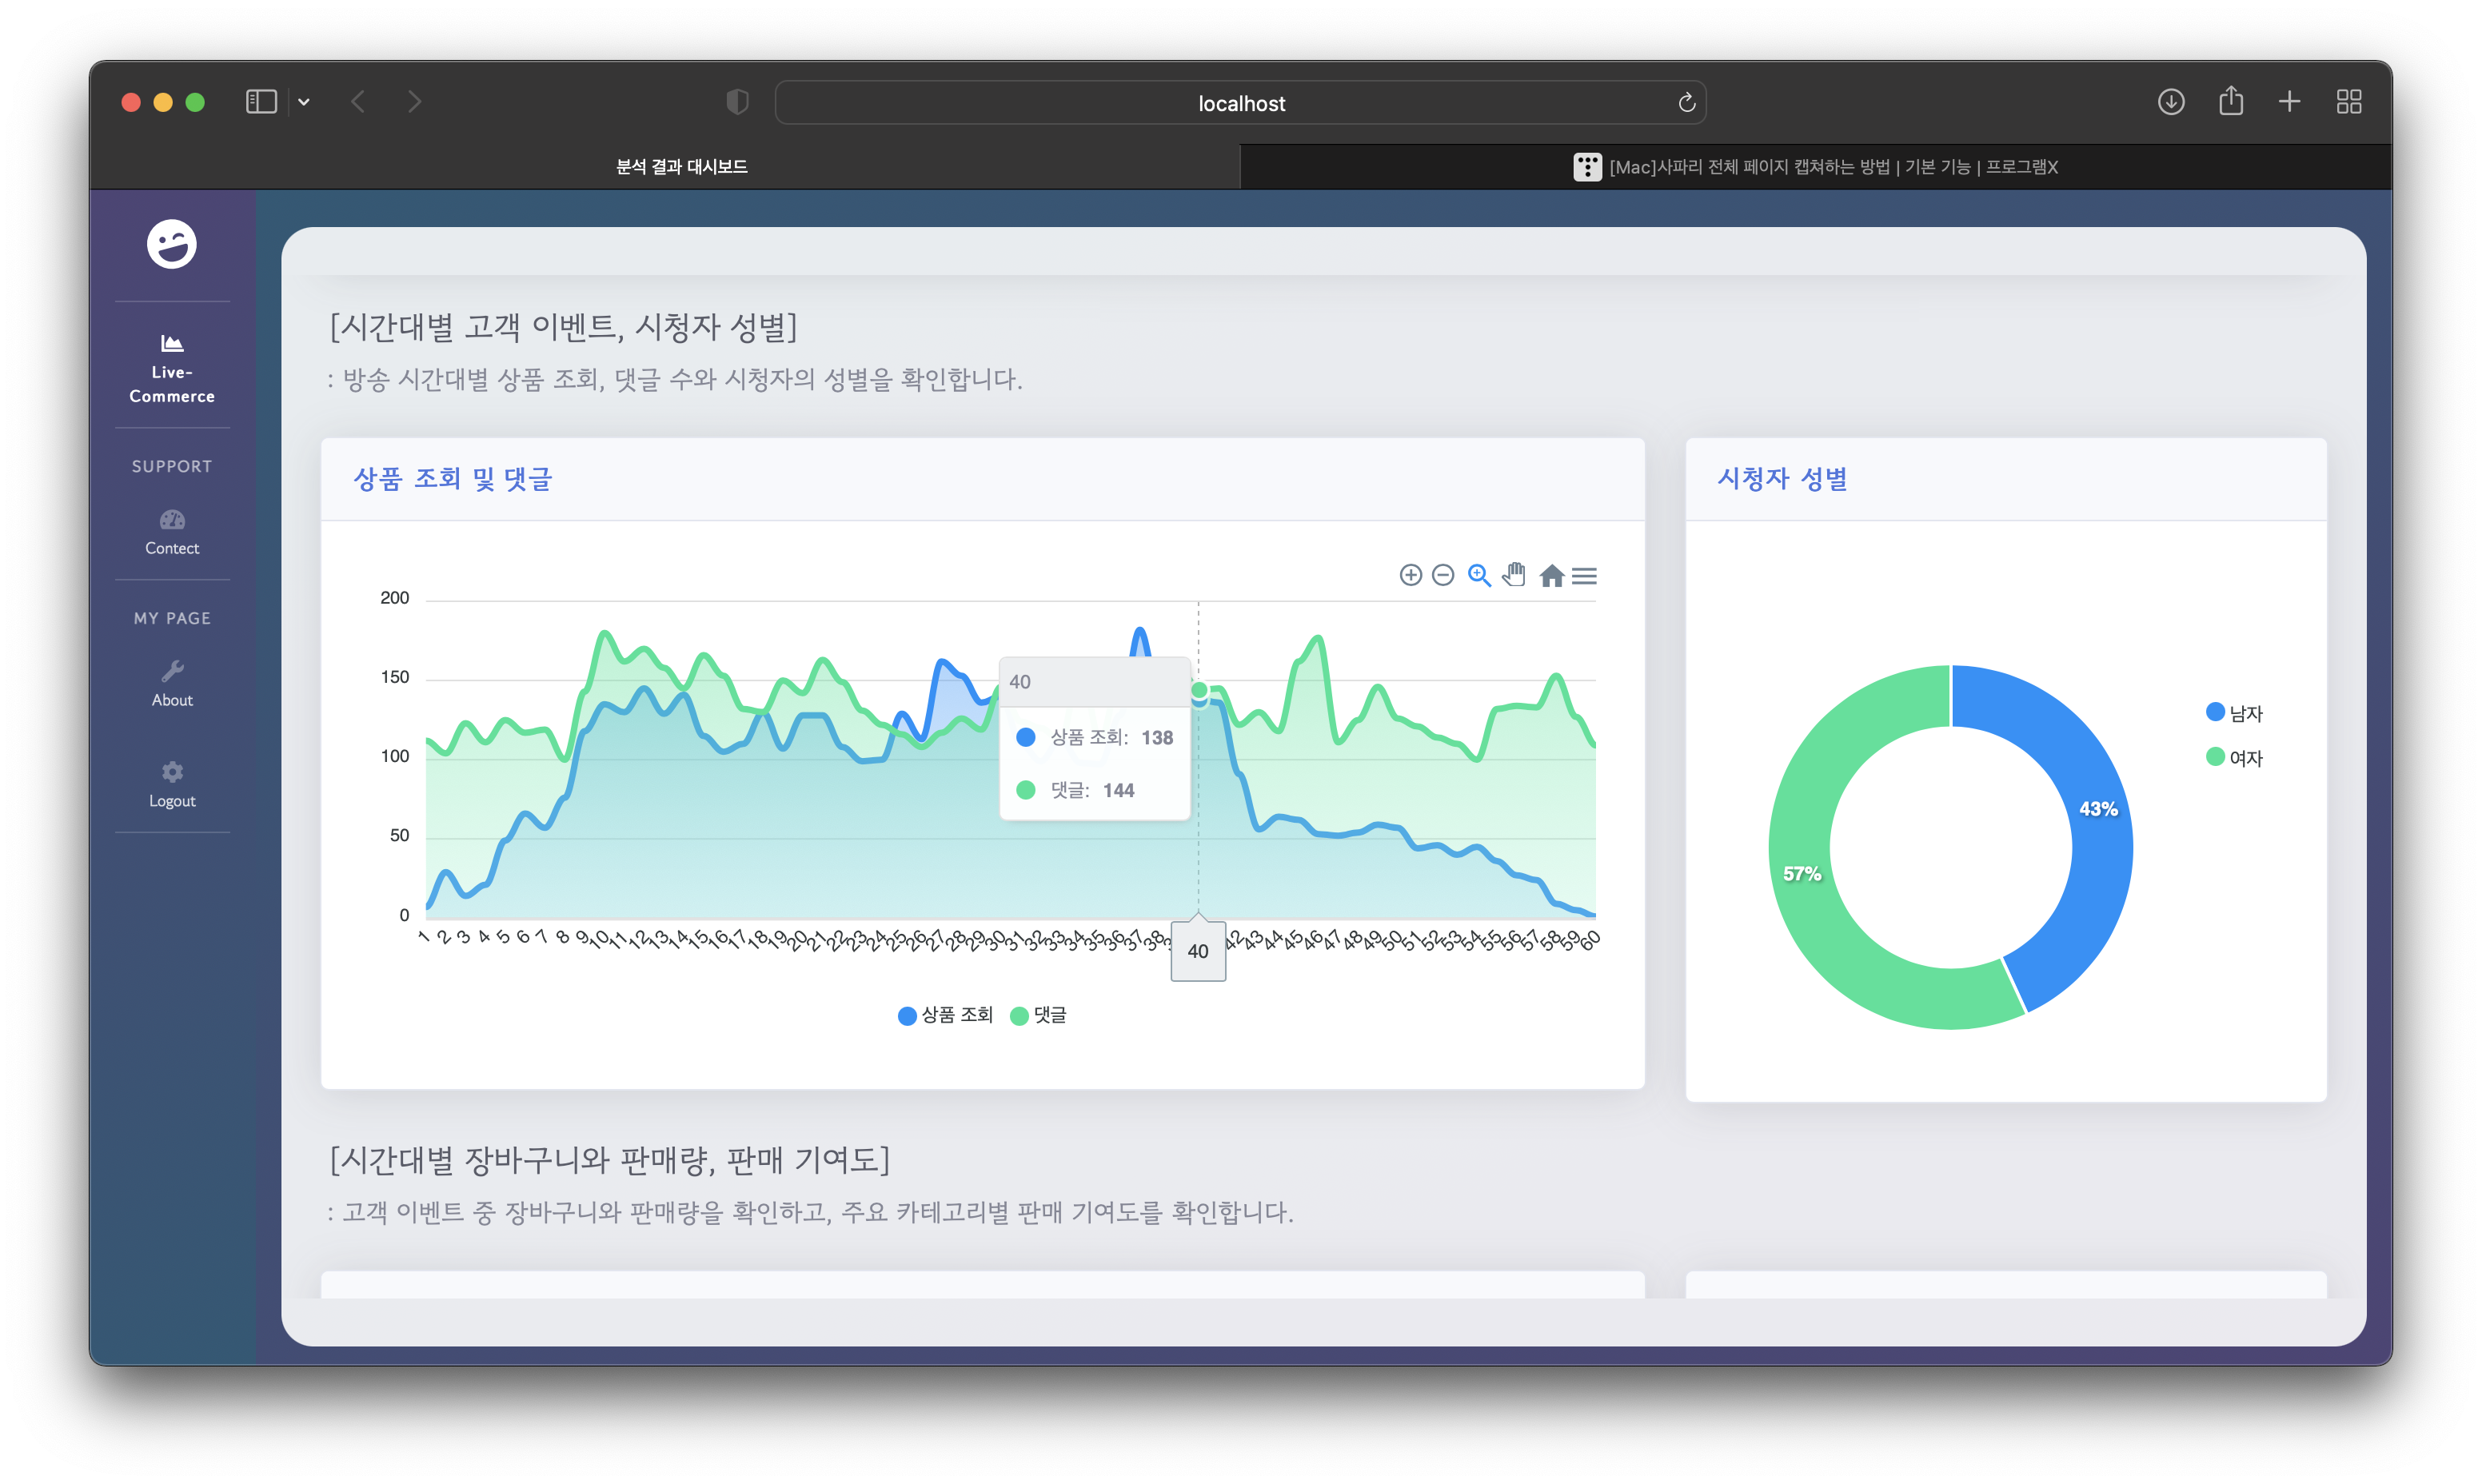 localhost
분석 결과 대시보드
[Mac]사파리 전체 페이지 캡쳐하는 방법 | 기본 기능 | 프로그램X
Live-
Commerce
SUPPORT
Contect
MY PAGE
About
Logout
[시간대별 고객 이벤트, 시청자 성별]
: 방송 시간대별 상품 조회, 댓글 수와 시청자의 성별을 확인합니다.
상품 조회 및 댓글
200
150
100
50
0
40
상품 조회: 138
댓글: 144
1 2 3 4 5 6 7 8 9 10 11 12 13 14 15 16 17 18 19 20 21 22 23 24 25 26 27 28 29 30 31 32 33 34 35 36 37 38 42 43 44 45 46 47 48 49 50 51 52 53 54 55 56 57 58 59 60
40
상품 조회 댓글
시청자 성별
남자
여자
43%
57%
[시간대별 장바구니와 판매량, 판매 기여도]
: 고객 이벤트 중 장바구니와 판매량을 확인하고, 주요 카테고리별 판매 기여도를 확인합니다.